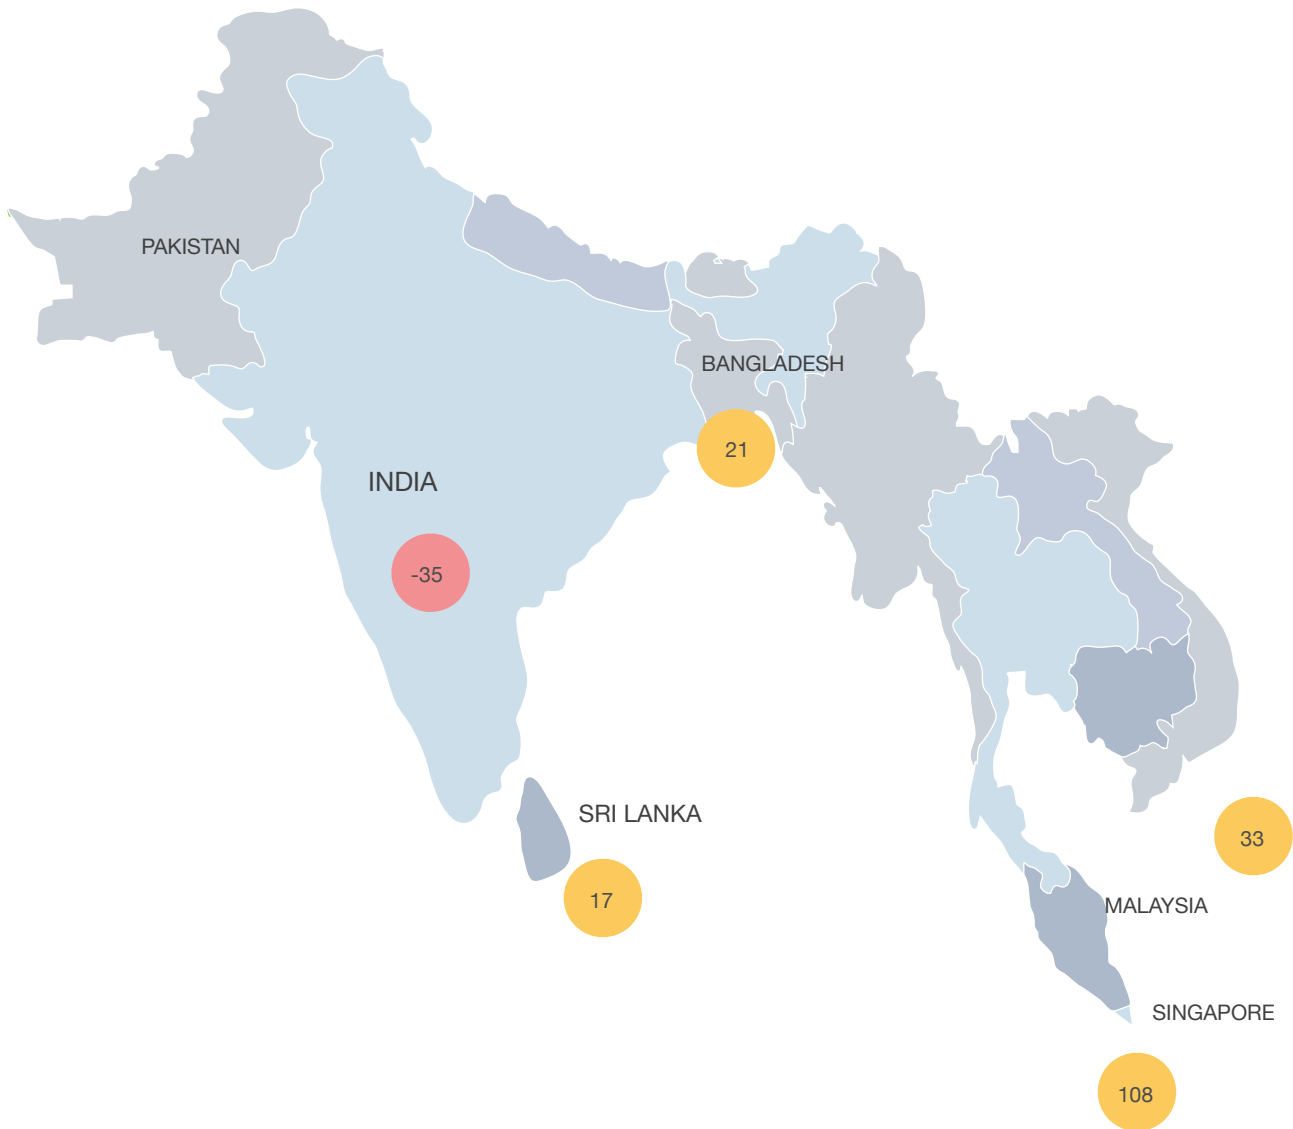 PAKISTAN
BANGLADESH
21
INDIA
-35
SRI LANKA
17
33
MALAYSIA
SINGAPORE
108